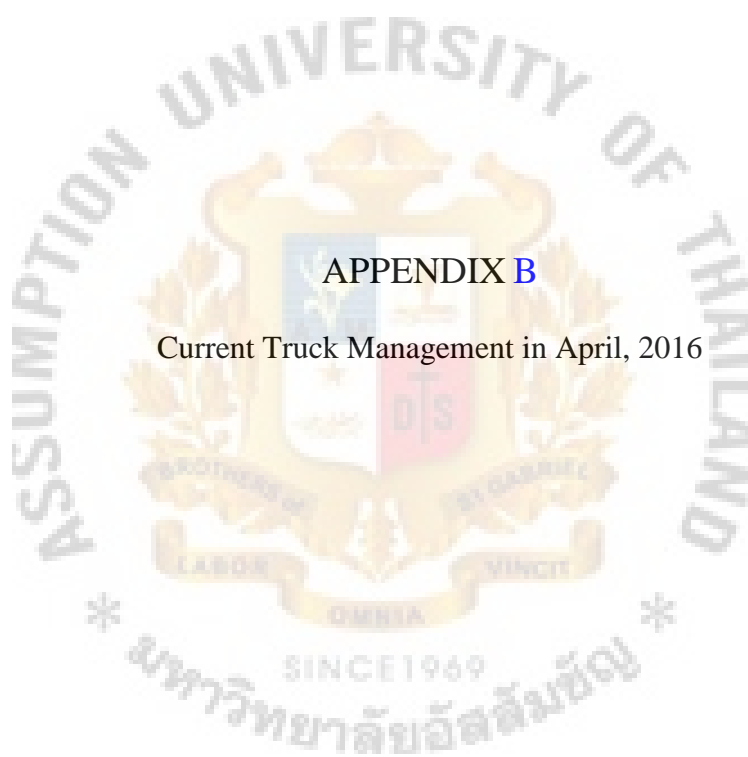 ASSUMPTION UNIVERSITY OF THAILAND
APPENDIX B
Current Truck Management in April, 2016
D S
BROTHERS of
ST GABRIEL
LABOR
VINCIT
OMNIA
SINCE1969
* มหาวิทยาลัยอัสสัมชัญ *